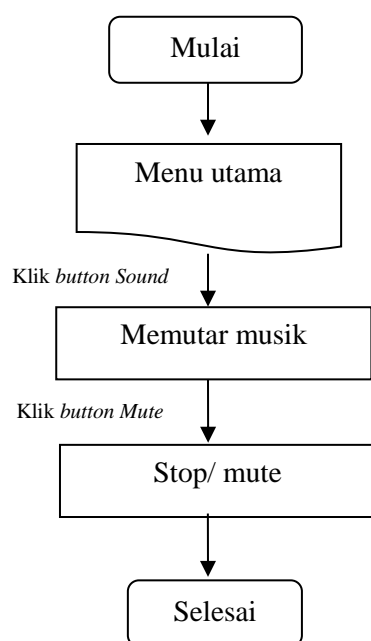 Mulai
Menu utama
Klik button Sound
Memutar musik
Klik button Mute
Stop/ mute
Selesai